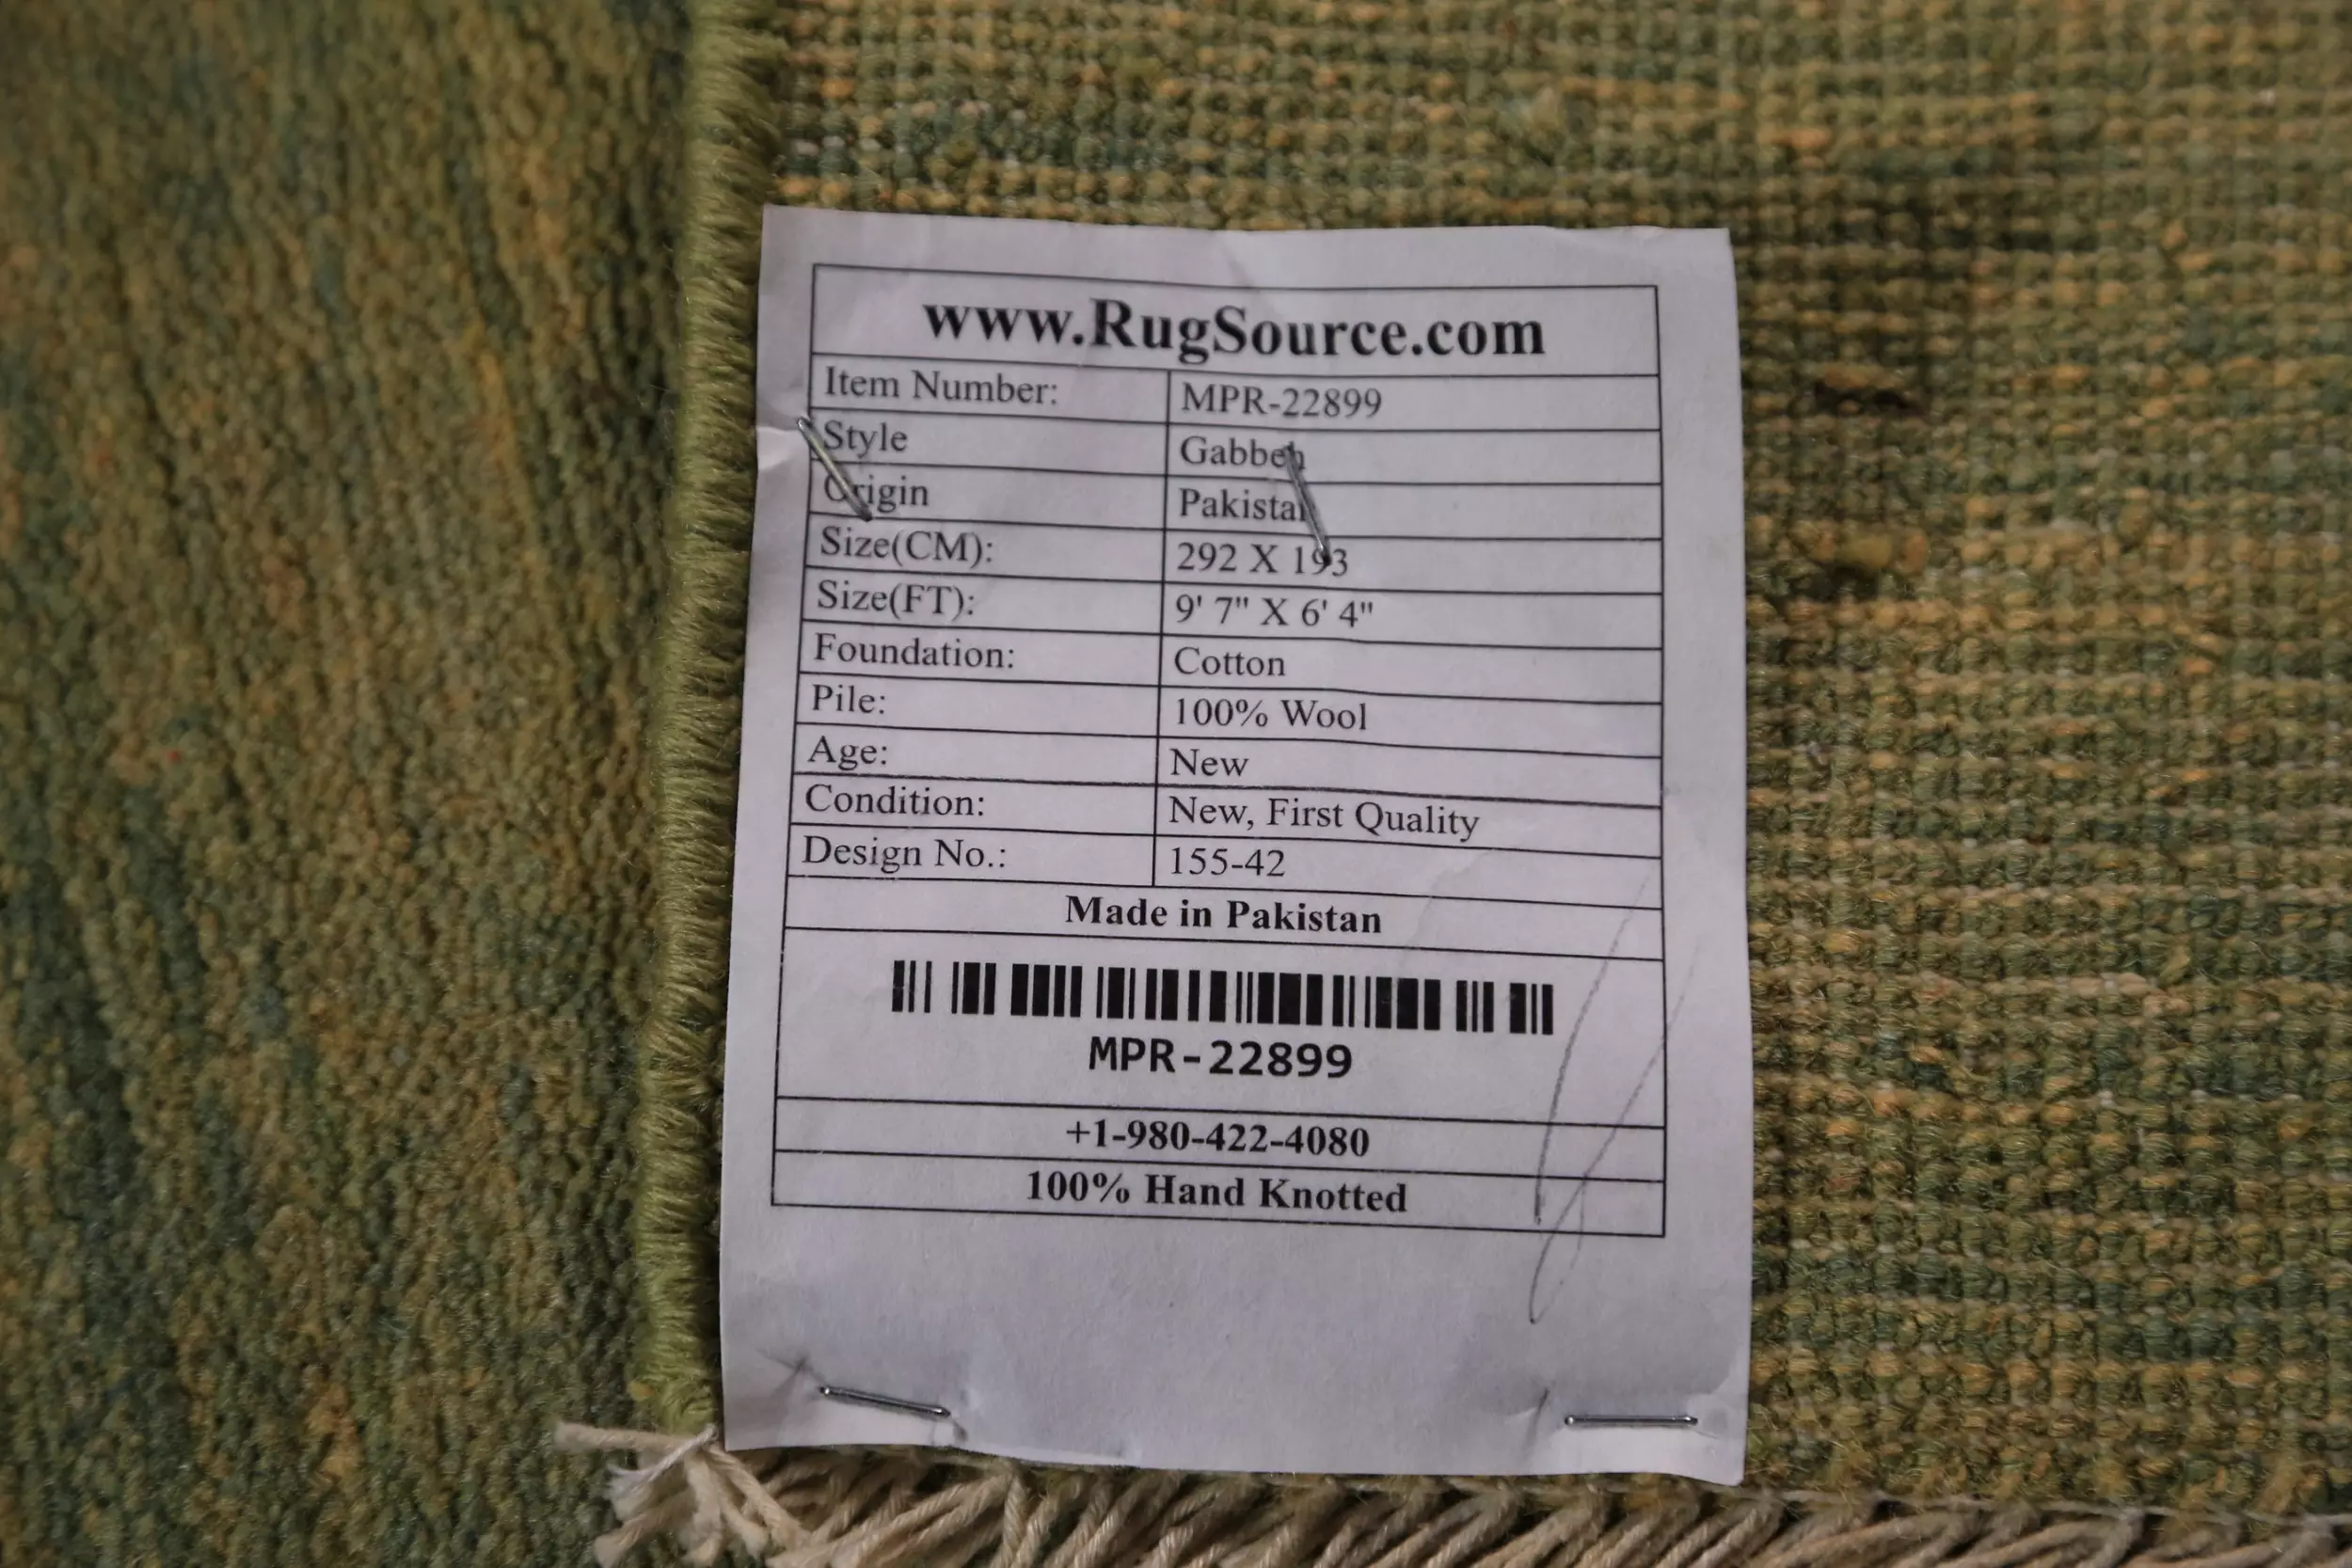 www.RugSource.com
Item Number: MPR-22899
Style Gabbeh
Origin Pakistan
Size(CM): 292 X 193
Size(FT): 9' 7" X 6' 4"
Foundation: Cotton
Pile: 100% Wool
Age: New
Condition: New, First Quality
Design No.: 155-42
Made in Pakistan
MPR-22899
+1-980-422-4080
100% Hand Knotted